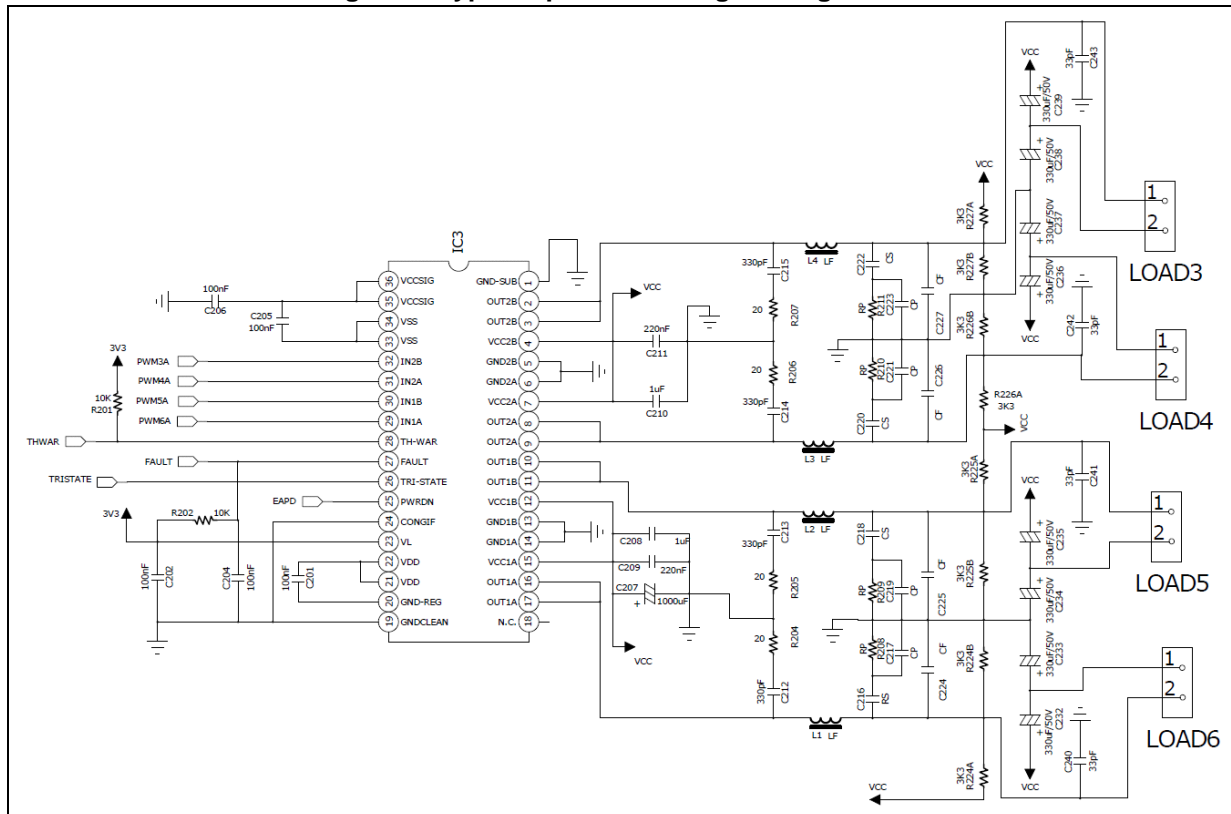 IC3
36 VCCSIG
35 VCCSIG
34 VSS
33 VSS
32 IN2B
31 IN2A
30 IN1B
29 IN1A
28 TH-WAR
27 FAULT
26 TRI-STATE
25 PWRDN
24 CONGIF
23 VL
22 VDD
21 VDD
20 GND-REG
19 GNDCLEAN
GND-SUB 1
OUT2B 2
OUT2B 3
VCC2B 4
GND2B 5
GND2A 6
VCC2A 7
OUT2A 8
OUT2A 9
OUT1B 10
OUT1B 11
VCC1B 12
GND1B 13
GND1A 14
VCC1A 15
OUT1A 16
OUT1A 17
N.C. 18
100nF
C206
C205
100nF
3V3
10K
R201
PWM3A
PWM4A
PWM5A
PWM6A
THWAR
FAULT
TRISTATE
EAPD
3V3
R202 10K
100nF C202
C204 100nF
100nF C201
VCC
220nF
C211
1uF
C210
C208 1uF
C209 220nF
C207
+ 1000uF
VCC
330pF C215
20 R207
20 R206
330pF C214
330pF C213
20 R205
20 R204
330pF C212
L4 LF
L3 LF
L2 LF
L1 LF
C222 CS
RP R211
C223 CP
CF C227
RP R210
C221 CP
C226 CF
C220 CS
C218 CS
RP R209
C219 CP
CF C225
RP R208
C217 CP
CF C224
C216 RS
VCC
3K3 R227A
3K3 R227B
3K3 R226B
R226A
3K3
VCC
3K3 R225A
3K3 R225B
3K3 R224B
3K3 R224A
VCC
VCC
+ 330uF/50V C239
+ 330uF/50V C238
+ 330uF/50V C237
+ 330uF/50V C236
VCC
VCC
+ 330uF/50V C235
+ 330uF/50V C234
+ 330uF/50V C233
+ 330uF/50V C232
VCC
33pF C243
C242 33pF
33pF C241
C240 33pF
1
2
LOAD3
1
2
LOAD4
1
2
LOAD5
1
2
LOAD6